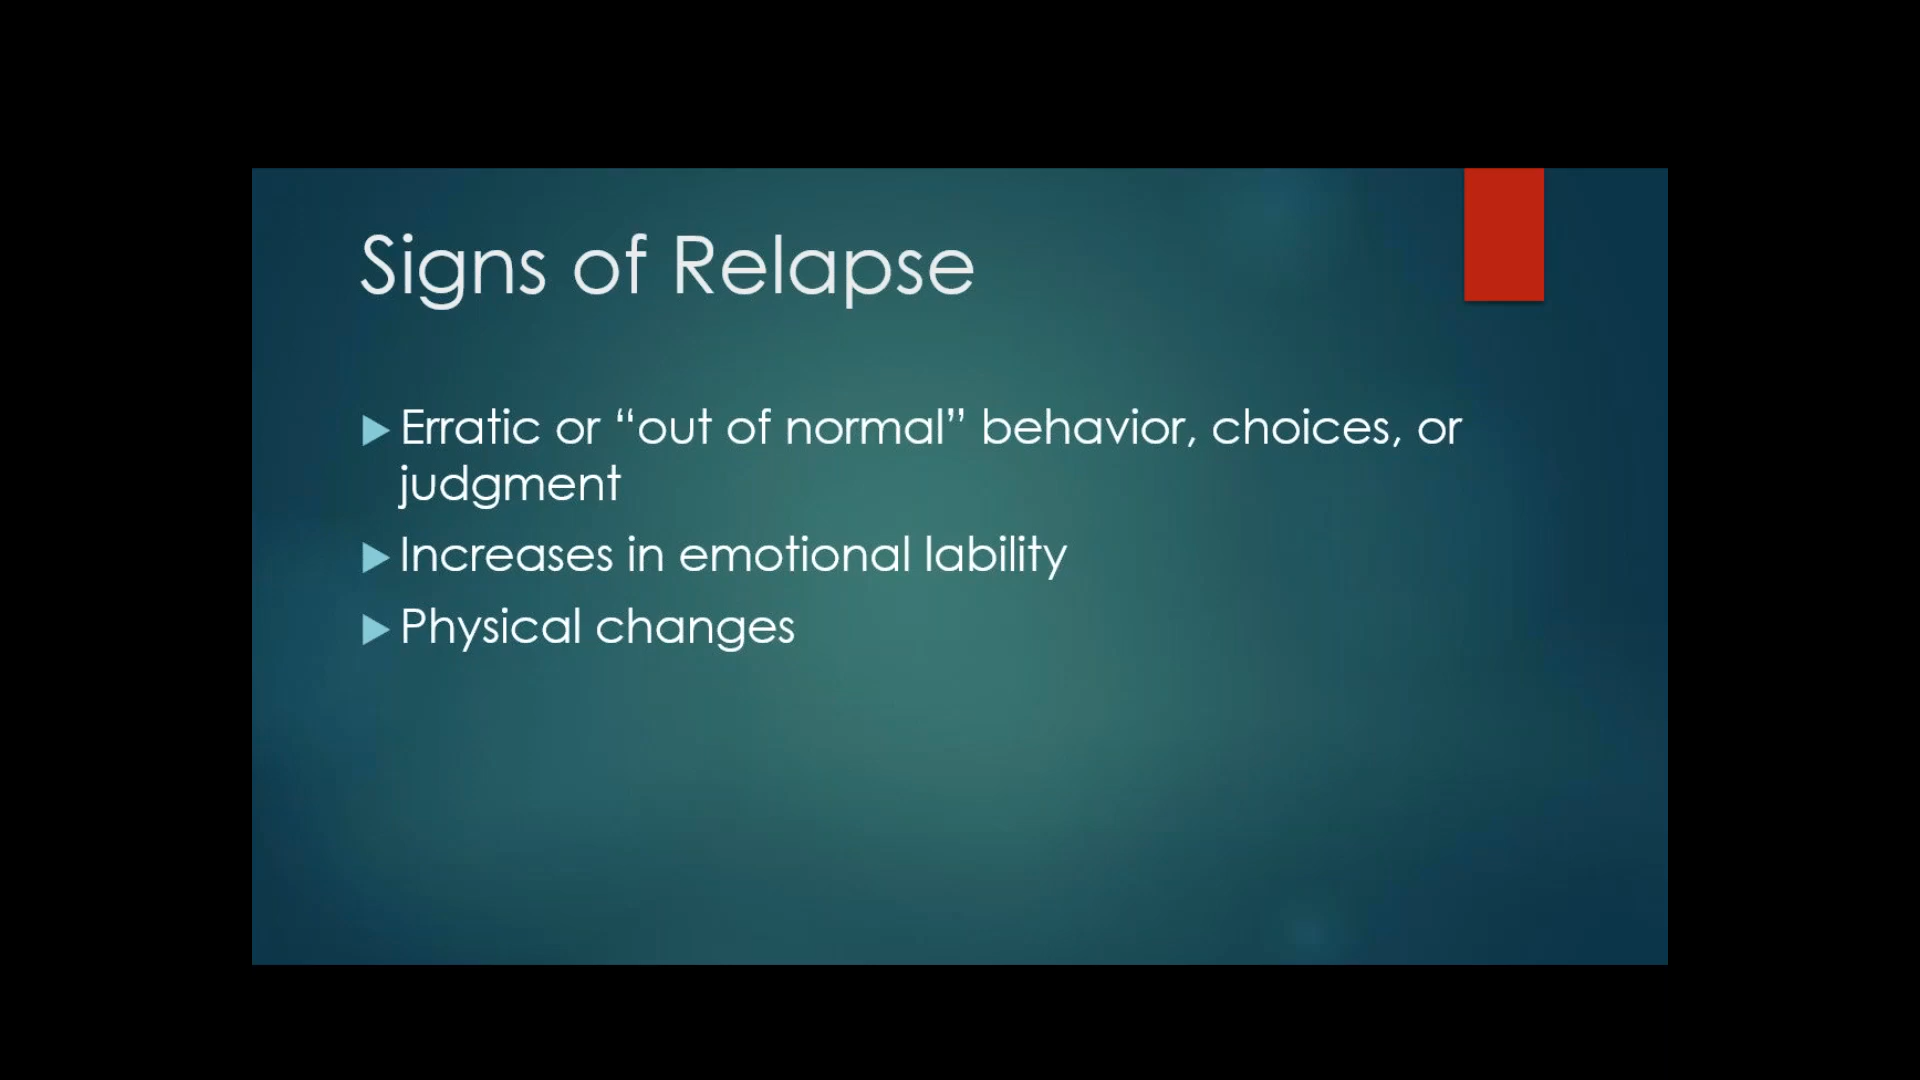 Signs of Relapse
Erratic or “out of normal” behavior, choices, or
judgment
Increases in emotional lability
Physical changes